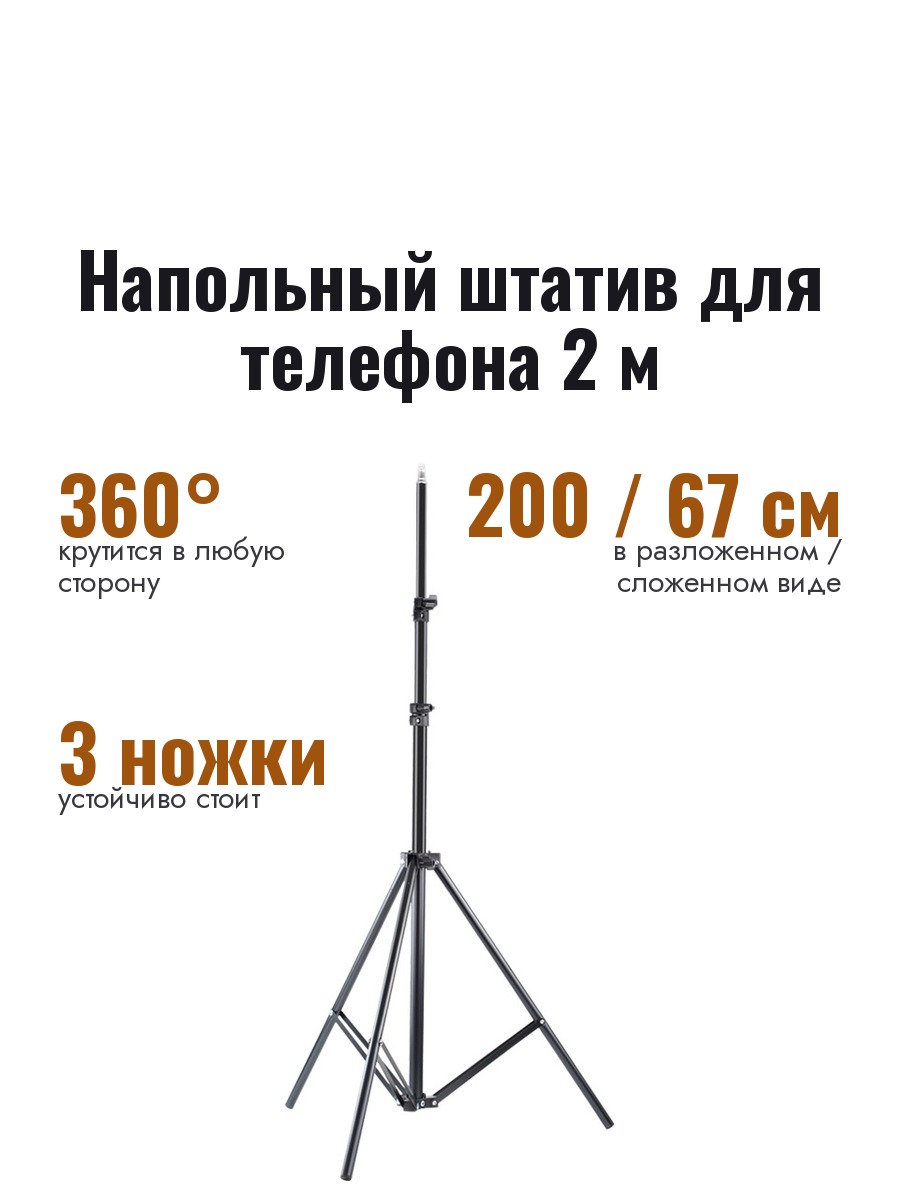 Напольный штатив для
телефона 2 м
360°
крутится в любую
сторону
200 / 67 см
в разложенном /
сложенном виде
3 ножки
устойчиво стоит